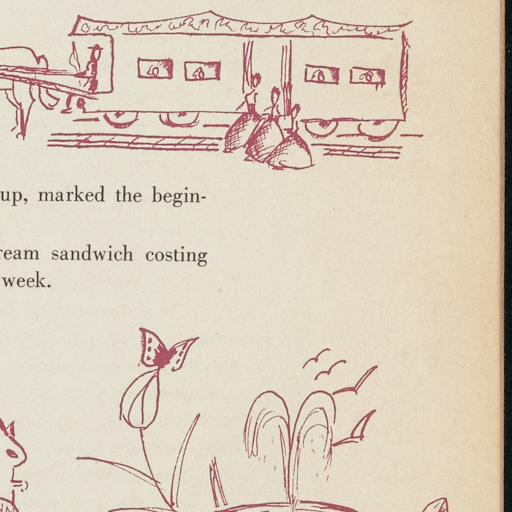 up, marked the begin-
ream sandwich costing
week.